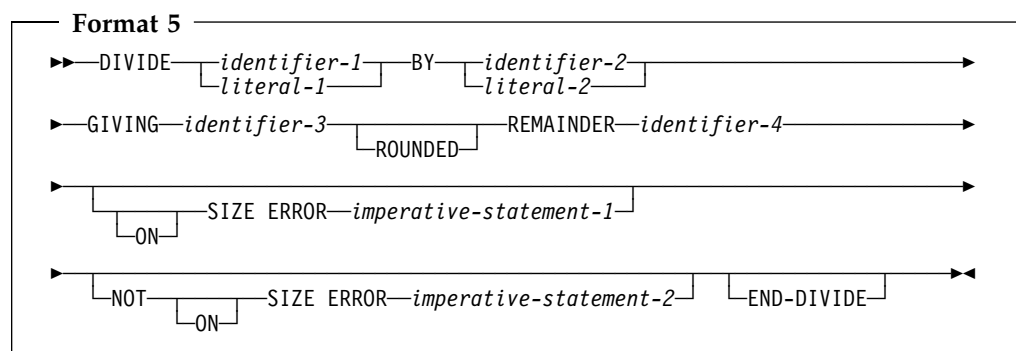 Format 5
DIVIDE identifier-1 BY identifier-2
literal-1 literal-2
GIVING identifier-3 REMAINDER identifier-4
ROUNDED
SIZE ERROR imperative-statement-1
ON
NOT SIZE ERROR imperative-statement-2 END-DIVIDE
ON